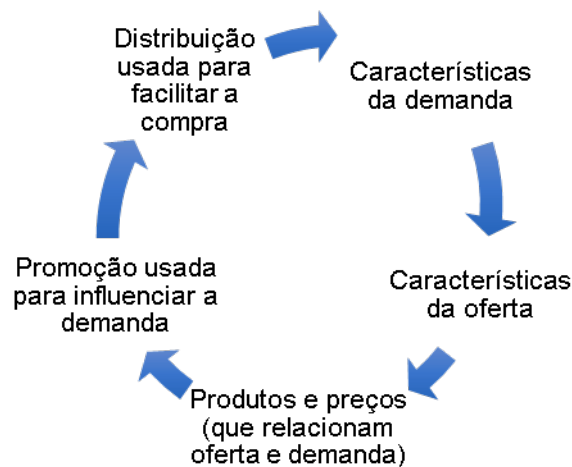 Distribuição
usada para
facilitar a
compra
Características
da demanda
Características
da oferta
Produtos e preços
(que relacionam
oferta e demanda)
Promoção usada
para influenciar a
demanda